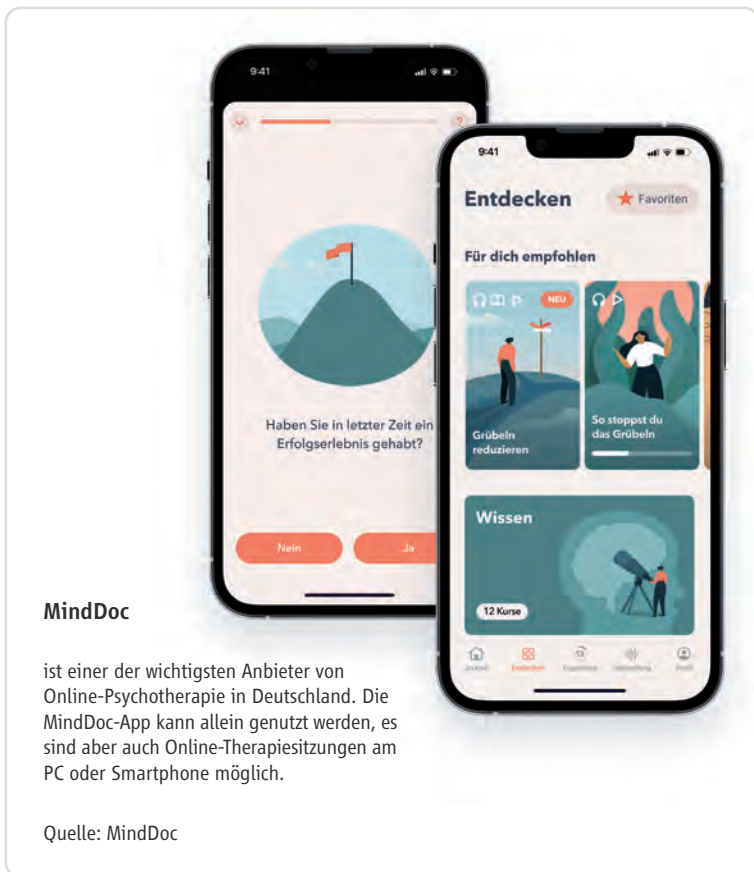 9:41
?
Haben Sie in letzter Zeit ein
Erfolgserlebnis gehabt?
Nein
Ja
9:41
Entdecken
Favoriten
Für dich empfohlen
NEU
Grübeln
reduzieren
So stoppst du
das Grübeln
Wissen
12 Kurse
Entdecken
Profil
MindDoc
ist einer der wichtigsten Anbieter von
Online-Psychotherapie in Deutschland. Die
MindDoc-App kann allein genutzt werden, es
sind aber auch Online-Therapiesitzungen am
PC oder Smartphone möglich.
Quelle: MindDoc